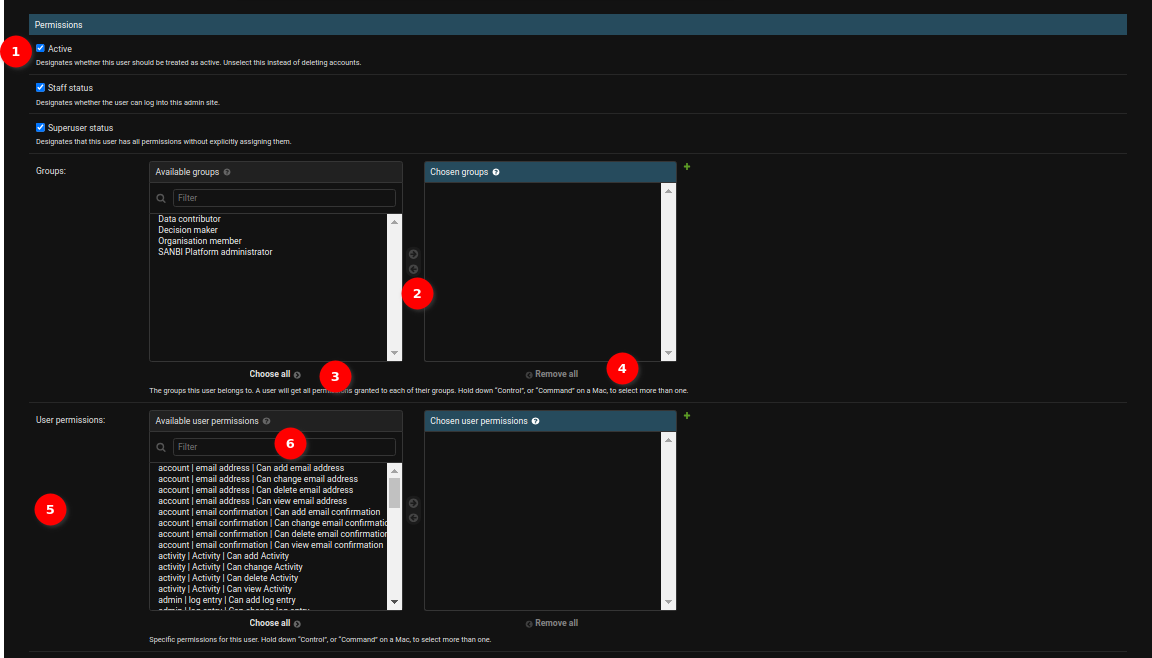 Permissions
1
Active
Designates whether this user should be treated as active. Unselect this instead of deleting accounts.
Staff status
Designates whether the user can log into this admin site.
Superuser status
Designates that this user has all permissions without explicitly assigning them.
Groups:
Available groups ?
Filter
Data contributor
Decision maker
Organisation member
SANBI Platform administrator
Chosen groups ?
2
Choose all
3
Remove all
4
The groups this user belongs to. A user will get all permissions granted to each of their groups. Hold down “Control”, or “Command” on a Mac, to select more than one.
User permissions:
5
Available user permissions ?
Filter
6
account | email address | Can add email address
account | email address | Can change email address
account | email address | Can delete email address
account | email address | Can view email address
account | email confirmation | Can add email confirmation
account | email confirmation | Can change email confirmatio
account | email confirmation | Can delete email confirmation
account | email confirmation | Can view email confirmation
activity | Activity | Can add Activity
activity | Activity | Can change Activity
activity | Activity | Can delete Activity
activity | Activity | Can view Activity
admin | log entry | Can add log entry
admin | log entry | Can change log entry
Chosen user permissions ?
Choose all
Remove all
Specific permissions for this user. Hold down “Control”, or “Command” on a Mac, to select more than one.